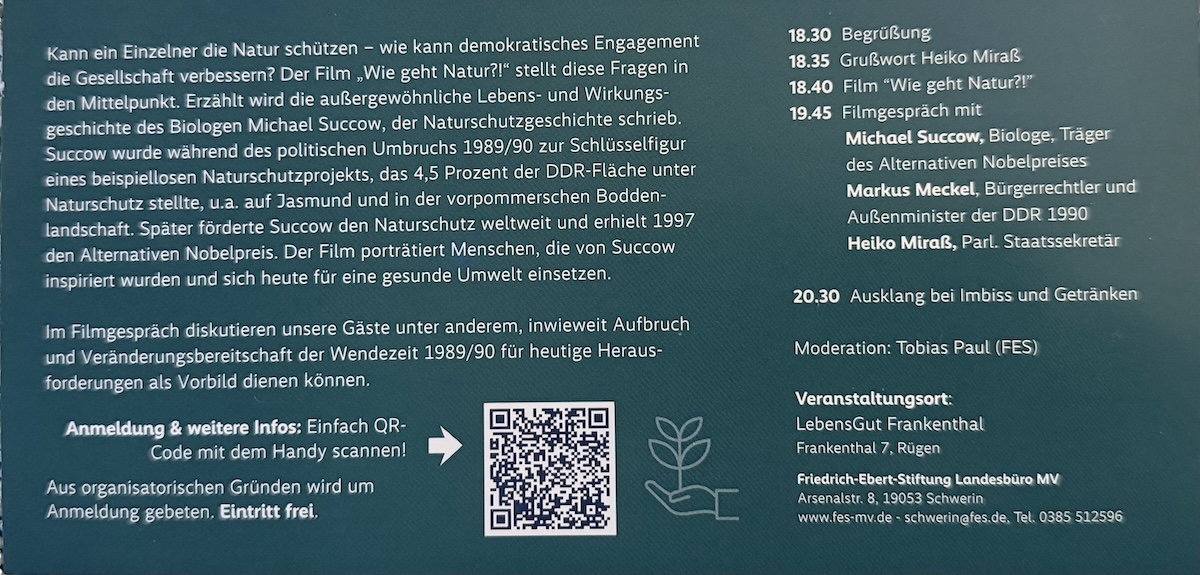 Kann ein Einzelner die Natur schützen – wie kann demokratisches Engagement
die Gesellschaft verbessern? Der Film „Wie geht Natur?!“ stellt diese Fragen in
den Mittelpunkt. Erzählt wird die außergewöhnliche Lebens- und Wirkungs-
geschichte des Biologen Michael Succow, der Naturschutzgeschichte schrieb.
Succow wurde während des politischen Umbruchs 1989/90 zur Schlüsselfigur
eines beispiellosen Naturschutzprojekts, das 4,5 Prozent der DDR-Fläche unter
Naturschutz stellte, u.a. auf Jasmund und in der vorpommerschen Bodden-
landschaft. Später förderte Succow den Naturschutz weltweit und erhielt 1997
den Alternativen Nobelpreis. Der Film porträtiert Menschen, die von Succow
inspiriert wurden und sich heute für eine gesunde Umwelt einsetzen.
Im Filmgespräch diskutieren unsere Gäste unter anderem, inwieweit Aufbruch
und Veränderungsbereitschaft der Wendezeit 1989/90 für heutige Heraus-
forderungen als Vorbild dienen können.
Anmeldung & weitere Infos: Einfach QR-
Code mit dem Handy scannen!
Aus organisatorischen Gründen wird um
Anmeldung gebeten. Eintritt frei.
18.30 Begrüßung
18.35 Grußwort Heiko Miraß
18.40 Film “Wie geht Natur?!”
19.45 Filmgespräch mit
Michael Succow, Biologe, Träger
des Alternativen Nobelpreises
Markus Meckel, Bürgerrechtler und
Außenminister der DDR 1990
Heiko Miraß, Parl. Staatssekretär
20.30 Ausklang bei Imbiss und Getränken
Moderation: Tobias Paul (FES)
Veranstaltungsort:
LebensGut Frankenthal
Frankenthal 7, Rügen
Friedrich-Ebert-Stiftung Landesbüro MV
Arsenalstr. 8, 19053 Schwerin
www.fes-mv.de - schwerin@fes.de, Tel. 0385 512596